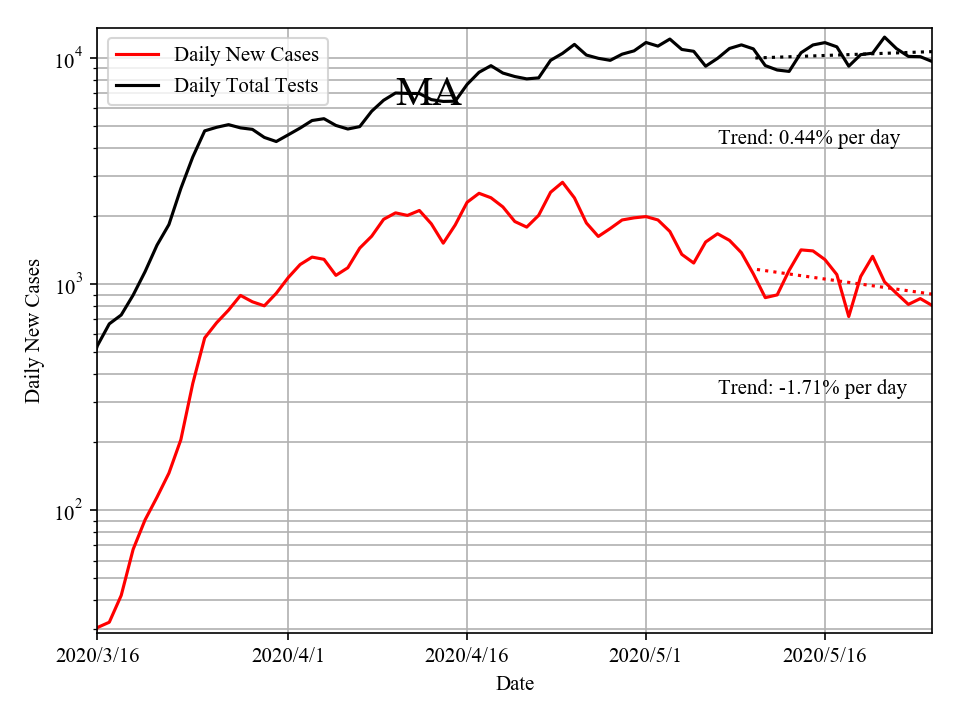 Daily New Cases
Daily Total Tests
MA
Trend: 0.44% per day
Trend: -1.71% per day
10^4
10^3
10^2
Daily New Cases
2020/3/16 2020/4/1 2020/4/16 2020/5/1 2020/5/16
Date